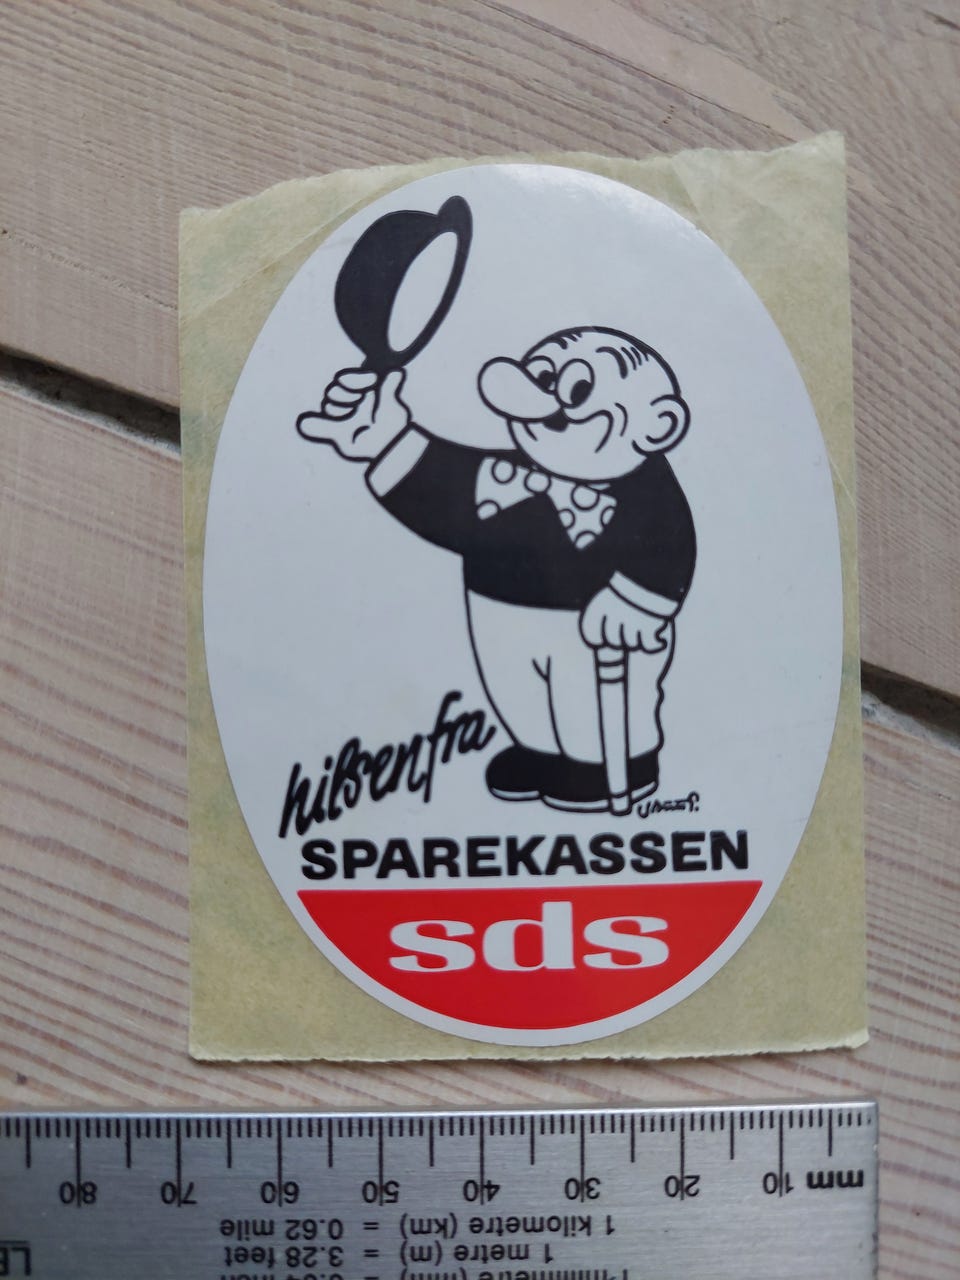 hilsen fra
SPAREKASSEN
sds
mm 10 20 30 40 50 60 70 80
1 kilometre (km) = 0.62 mile
1 metre (m) = 3.28 feet